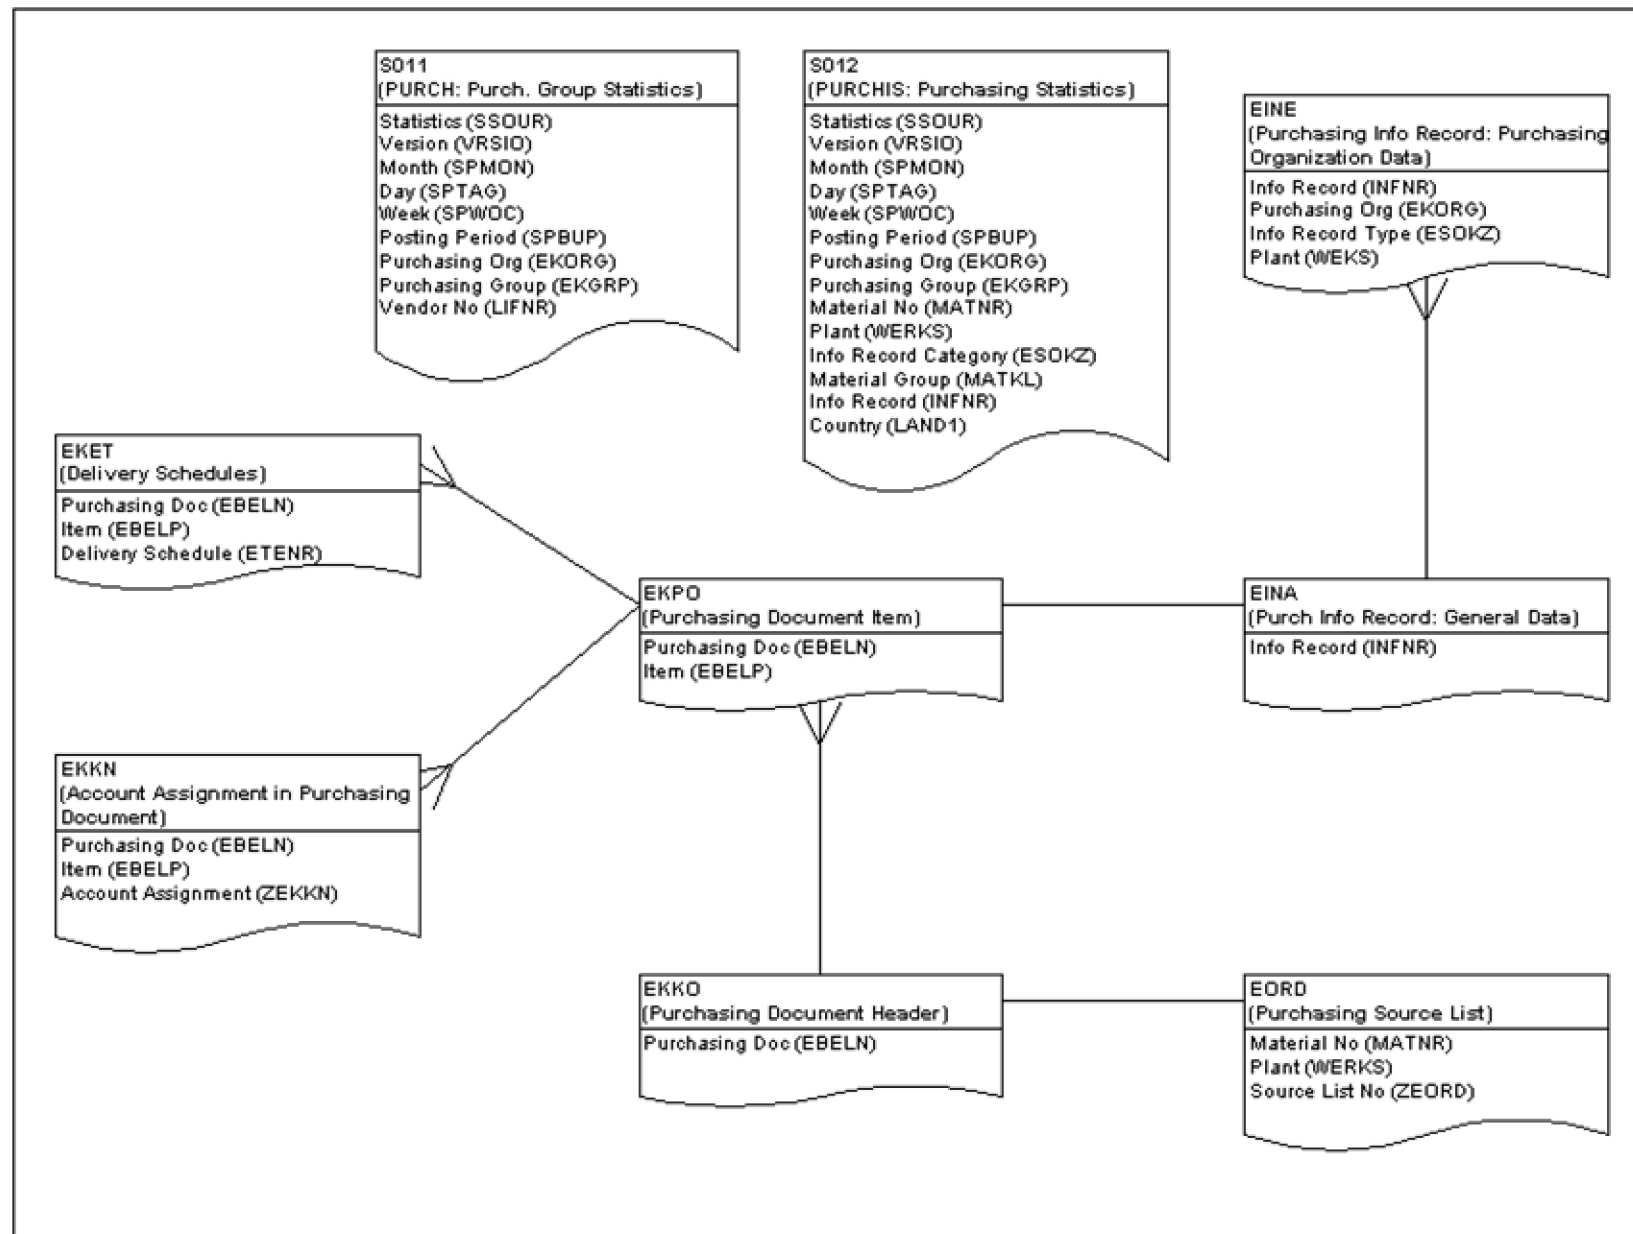 SO11
(PURCH: Purch. Group Statistics)
Statistics (SSOUR)
Version (VRSIO)
Month (SPMON)
Day (SPTAG)
Week (SPWOC)
Posting Period (SPBUP)
Purchasing Org (EKORG)
Purchasing Group (EKGRP)
Vendor No (LIFNR)
SO12
(PURCHIS: Purchasing Statistics)
Statistics (SSOUR)
Version (VRSIO)
Month (SPMON)
Day (SPTAG)
Week (SPWOC)
Posting Period (SPBUP)
Purchasing Org (EKORG)
Purchasing Group (EKGRP)
Material No (MATNR)
Plant (WERKS)
Info Record Category (ESOKZ)
Material Group (MATKL)
Info Record (INFNR)
Country (LAND1)
EINE
(Purchasing Info Record: Purchasing
Organization Data)
Info Record (INFNR)
Purchasing Org (EKORG)
Info Record Type (ESOKZ)
Plant (WEKS)
EKET
(Delivery Schedules)
Purchasing Doc (EBELN)
Item (EBELP)
Delivery Schedule (ETENR)
EKPO
(Purchasing Document Item)
Purchasing Doc (EBELN)
Item (EBELP)
EINA
(Purch Info Record: General Data)
Info Record (INFNR)
EKKN
(Account Assignment in Purchasing
Document)
Purchasing Doc (EBELN)
Item (EBELP)
Account Assignment (ZEKKN)
EKKO
(Purchasing Document Header)
Purchasing Doc (EBELN)
EORD
(Purchasing Source List)
Material No (MATNR)
Plant (WERKS)
Source List No (ZEORD)